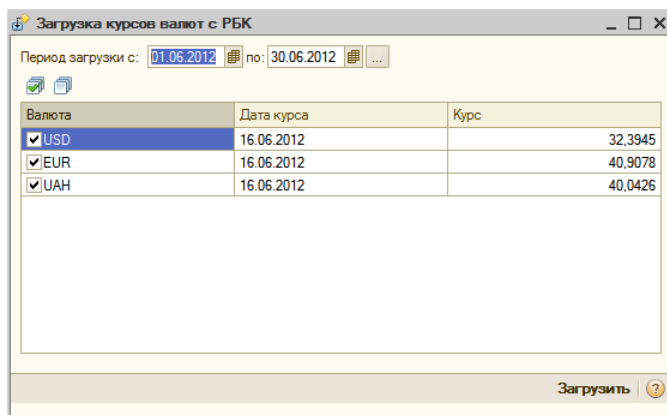 Загрузка курсов валют с РБК
Период загрузки с: 01.06.2012 по: 30.06.2012 ...
Валюта Дата курса Курс
USD 16.06.2012 32,3945
EUR 16.06.2012 40,9078
UAH 16.06.2012 40,0426
Загрузить ?